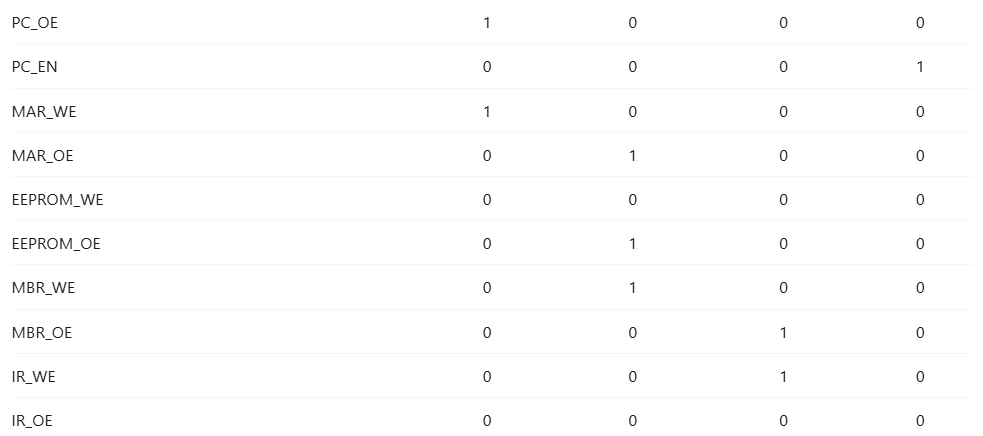 PC_OE 1 0 0 0
PC_EN 0 0 0 1
MAR_WE 1 0 0 0
MAR_OE 0 1 0 0
EEPROM_WE 0 0 0 0
EEPROM_OE 0 1 0 0
MBR_WE 0 1 0 0
MBR_OE 0 0 1 0
IR_WE 0 0 1 0
IR_OE 0 0 0 0